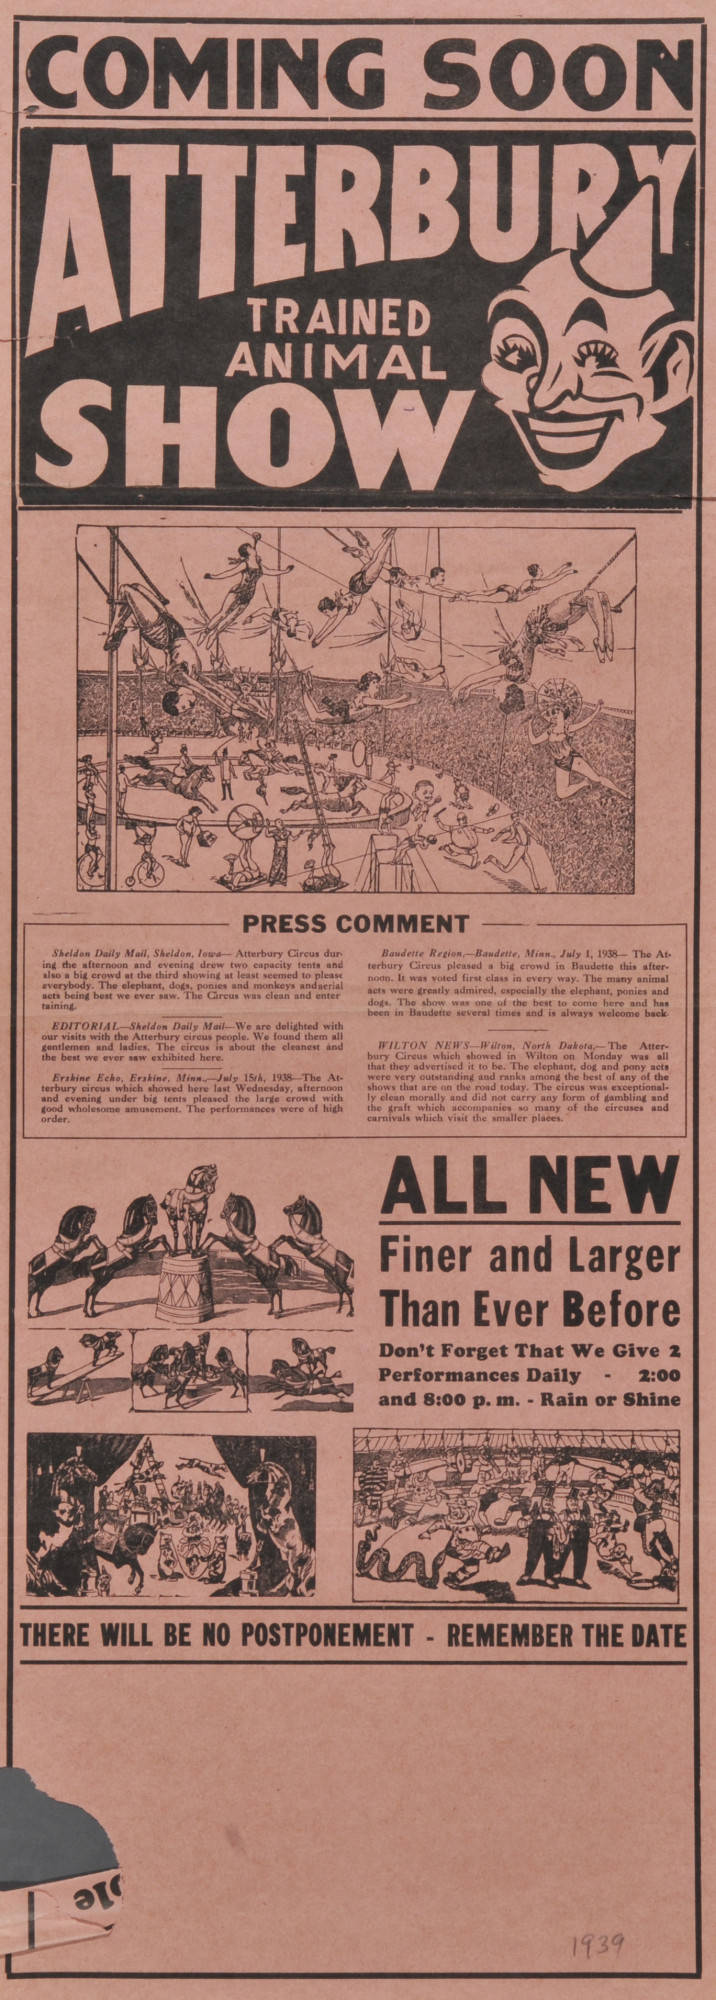 COMING SOON
ATTERBURY
TRAINED
ANIMAL
SHOW
PRESS COMMENT
Sheldon Daily Mail, Sheldon, Iowa— Atterbury Circus dur-
ing the afternoon and evening drew two capacity tents and
also a big crowd at the third showing at least seemed to please
everybody. The elephant, dogs, ponies and monkeys andaerial
acts being best we ever saw. The Circus was clean and enter
taining.
EDITORIAL—Sheldon Daily Mail—We are delighted with
our visits with the Atterbury circus people. We found them all
gentlemen and ladies. The circus is about the cleanest and
the best we ever saw exhibited here.
Erskine Echo, Erskine, Minn.,—July 15th, 1938—The At-
terbury circus which showed here last Wednesday, afternoon
and evening under big tents pleased the large crowd with
good wholesome amusement. The performances were of high
order.
Baudette Region,—Baudette, Minn., July 1, 1938— The At-
terbury Circus pleased a big crowd in Baudette this after-
noon. It was voted first class in every way. The many animal
acts were greatly admired, especially the elephant, ponies and
dogs. The show was one of the best to come here and has
been in Baudette several times and is always welcome back.
WILTON NEWS—Wilton, North Dakota,—The Atter-
bury Circus which showed in Wilton on Monday was all
that they advertised it to be. The elephant, dog and pony acts
were very outstanding and ranks among the best of any of the
shows that are on the road today. The circus was exceptional-
ly clean morally and did not carry any form of gambling and
the graft which accompanies so many of the circuses and
carnivals which visit the smaller places.
ALL NEW
Finer and Larger
Than Ever Before
Don't Forget That We Give 2
Performances Daily - 2:00
and 8:00 p. m. - Rain or Shine
THERE WILL BE NO POSTPONEMENT - REMEMBER THE DATE
1939